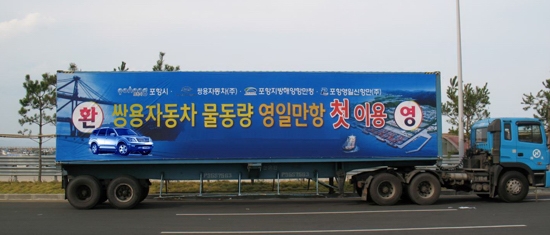 포항시 쌍용자동차(주) 포항지방해양항만청 포항영일신항만(주)
환 쌍용자동차 물동량 영일만항 첫 이용 영